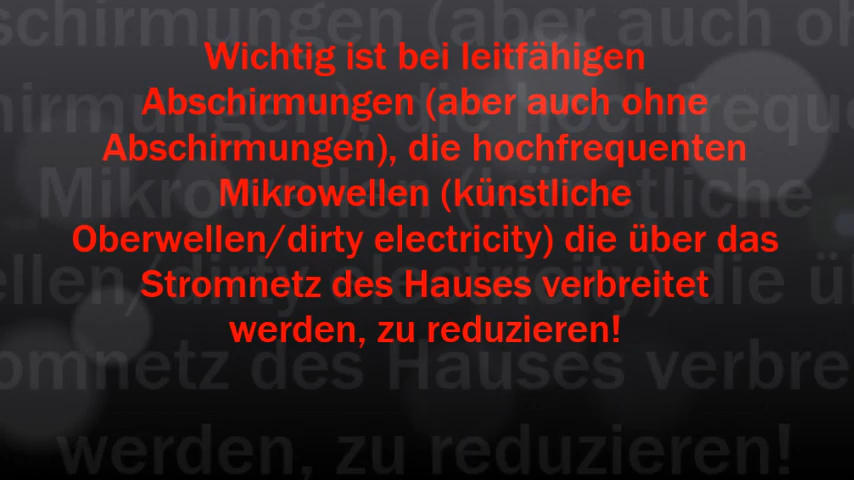 Wichtig ist bei leitfähigen
Abschirmungen (aber auch ohne
Abschirmungen), die hochfrequenten
Mikrowellen (künstliche
Oberwellen/dirty electricity) die über das
Stromnetz des Hauses verbreitet
werden, zu reduzieren!